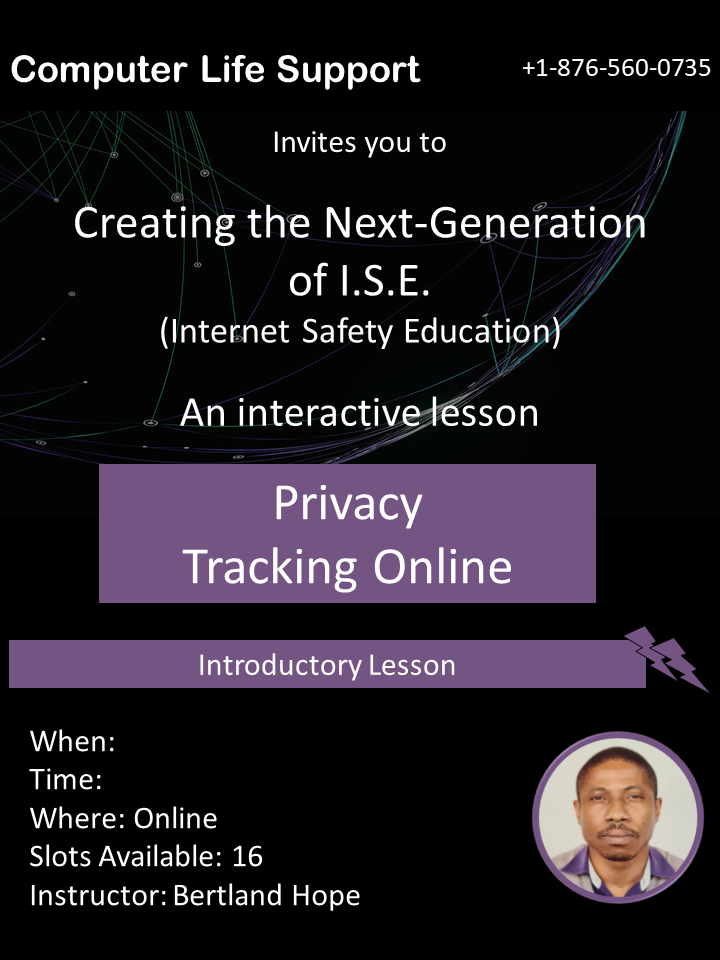 Computer Life Support
+1-876-560-0735
Invites you to
Creating the Next-Generation
of I.S.E.
(Internet Safety Education)
An interactive lesson
Privacy
Tracking Online
Introductory Lesson
When:
Time:
Where: Online
Slots Available: 16
Instructor: Bertland Hope